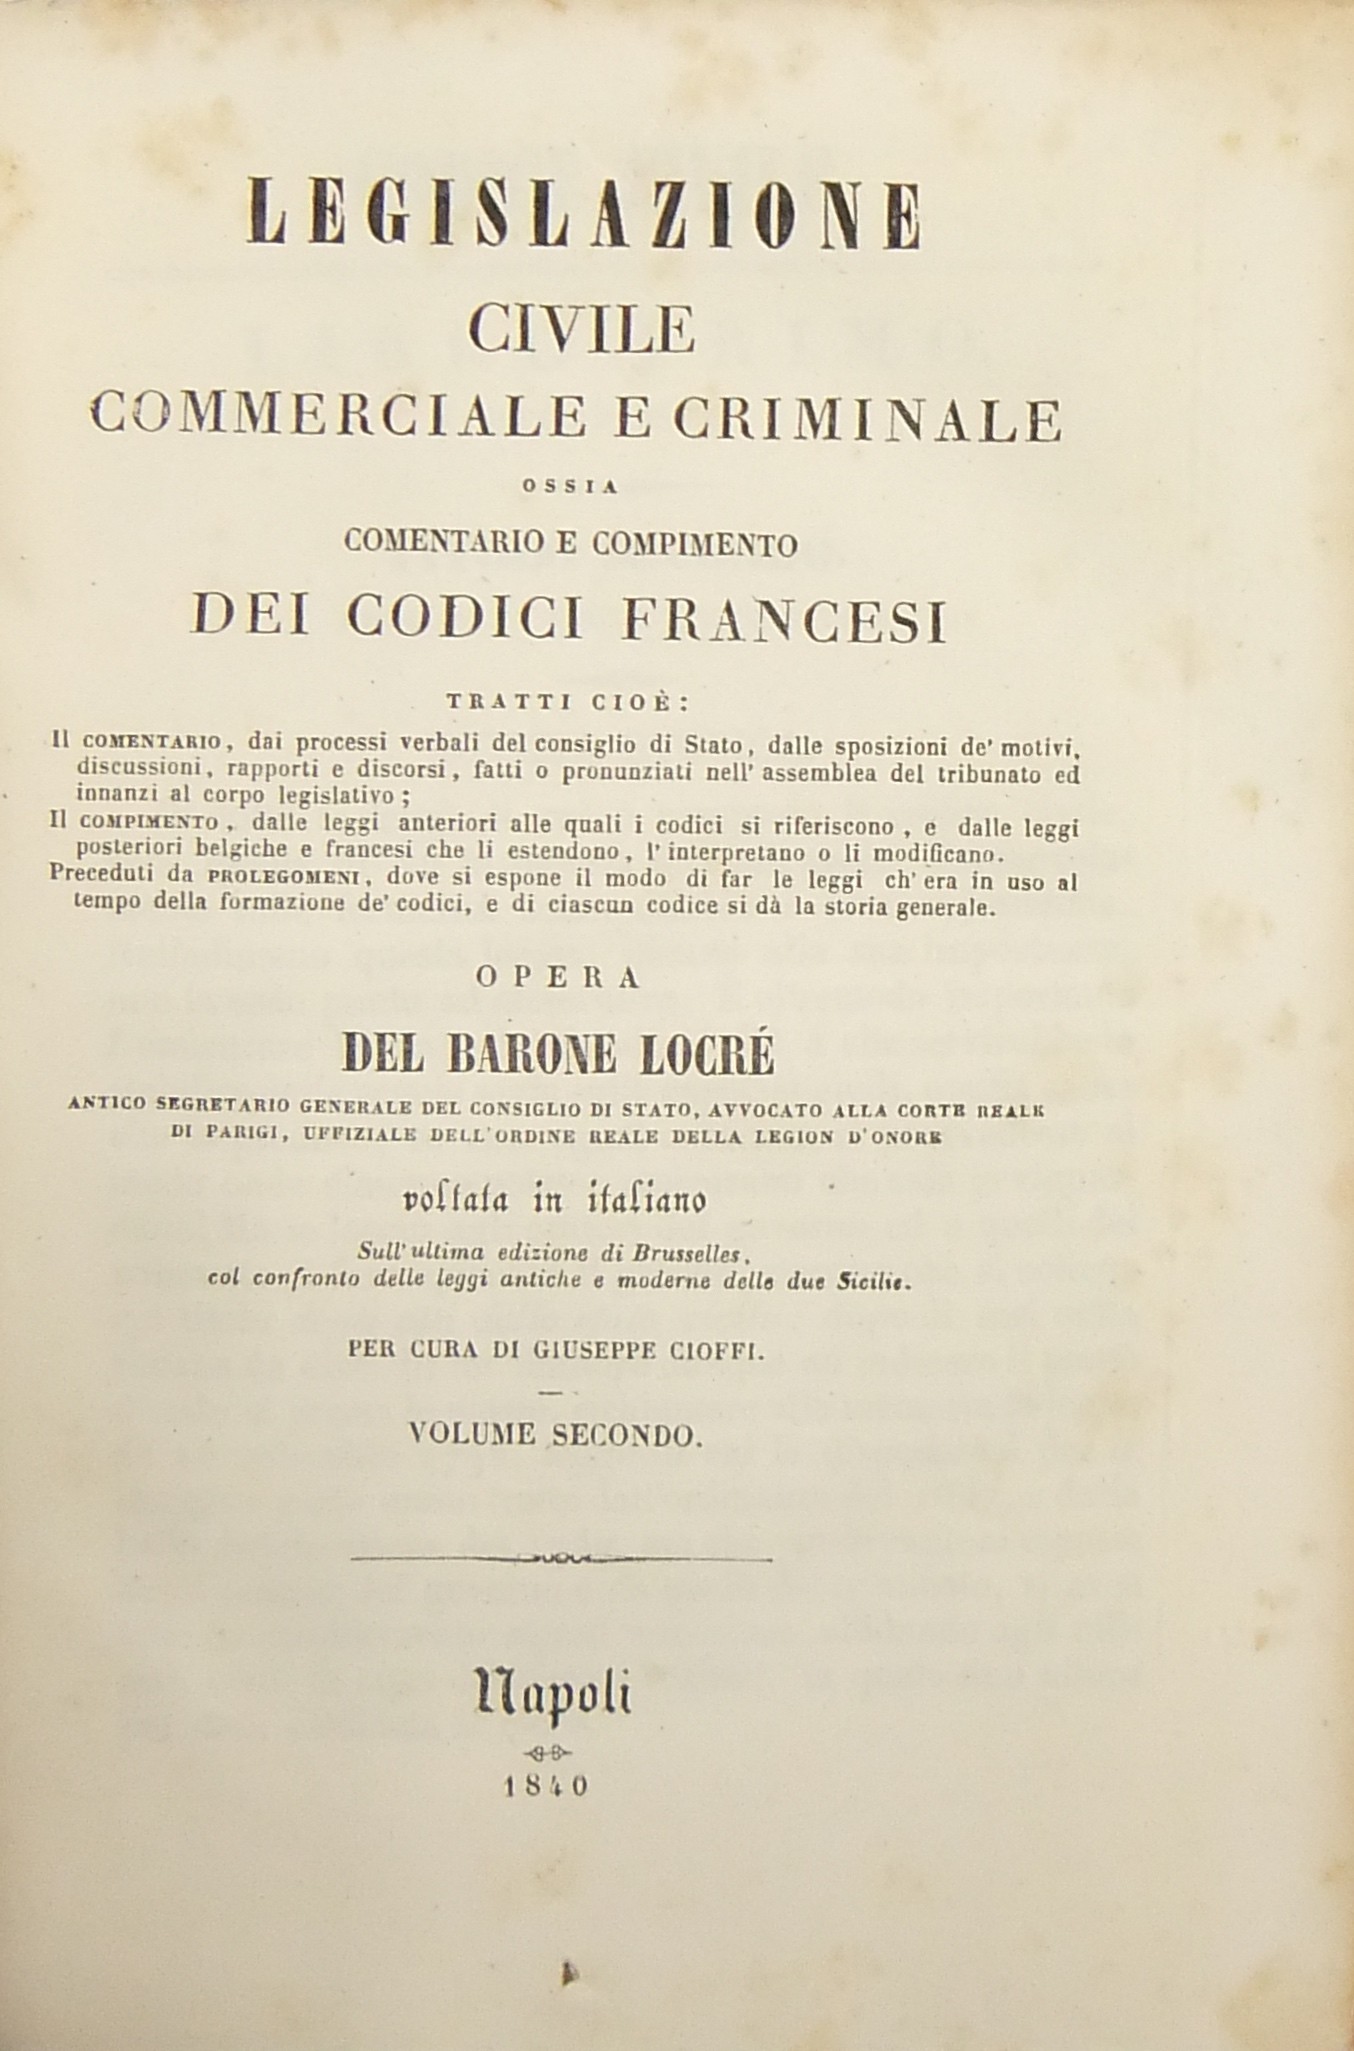 LEGISLAZIONE
CIVILE
COMMERCIALE E CRIMINALE
OSSIA
COMENTARIO E COMPIMENTO
DEI CODICI FRANCESI
TRATTI CIOÈ:
Il COMENTARIO, dai processi verbali del consiglio di Stato, dalle sposizioni de' motivi,
discussioni, rapporti e discorsi, fatti o pronunziati nell' assemblea del tribunato ed
innanzi al corpo legislativo;
Il COMPIMENTO, dalle leggi anteriori alle quali i codici si riferiscono, e dalle leggi
posteriori belgiche e francesi che li estendono, l' interpretano o li modificano.
Preceduti da PROLEGOMENI, dove si espone il modo di far le leggi ch' era in uso al
tempo della formazione de' codici, e di ciascun codice si dà la storia generale.
OPERA
DEL BARONE LOCRÉ
ANTICO SEGRETARIO GENERALE DEL CONSIGLIO DI STATO, AVVOCATO ALLA CORTE REALE
DI PARIGI, UFFIZIALE DELL'ORDINE REALE DELLA LEGION D'ONORE
voltata in italiano
Sull' ultima edizione di Brusselles,
col confronto delle leggi antiche e moderne delle due Sicilie.
PER CURA DI GIUSEPPE CIOFFI.
VOLUME SECONDO.
Napoli
1840